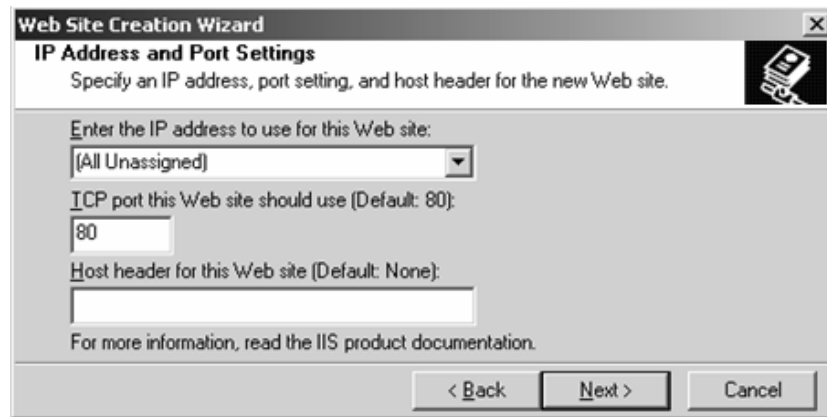 Web Site Creation Wizard
IP Address and Port Settings
Specify an IP address, port setting, and host header for the new Web site.
Enter the IP address to use for this Web site:
(All Unassigned)
TCP port this Web site should use (Default: 80):
80
Host header for this Web site (Default: None):
For more information, read the IIS product documentation.
< Back Next > Cancel